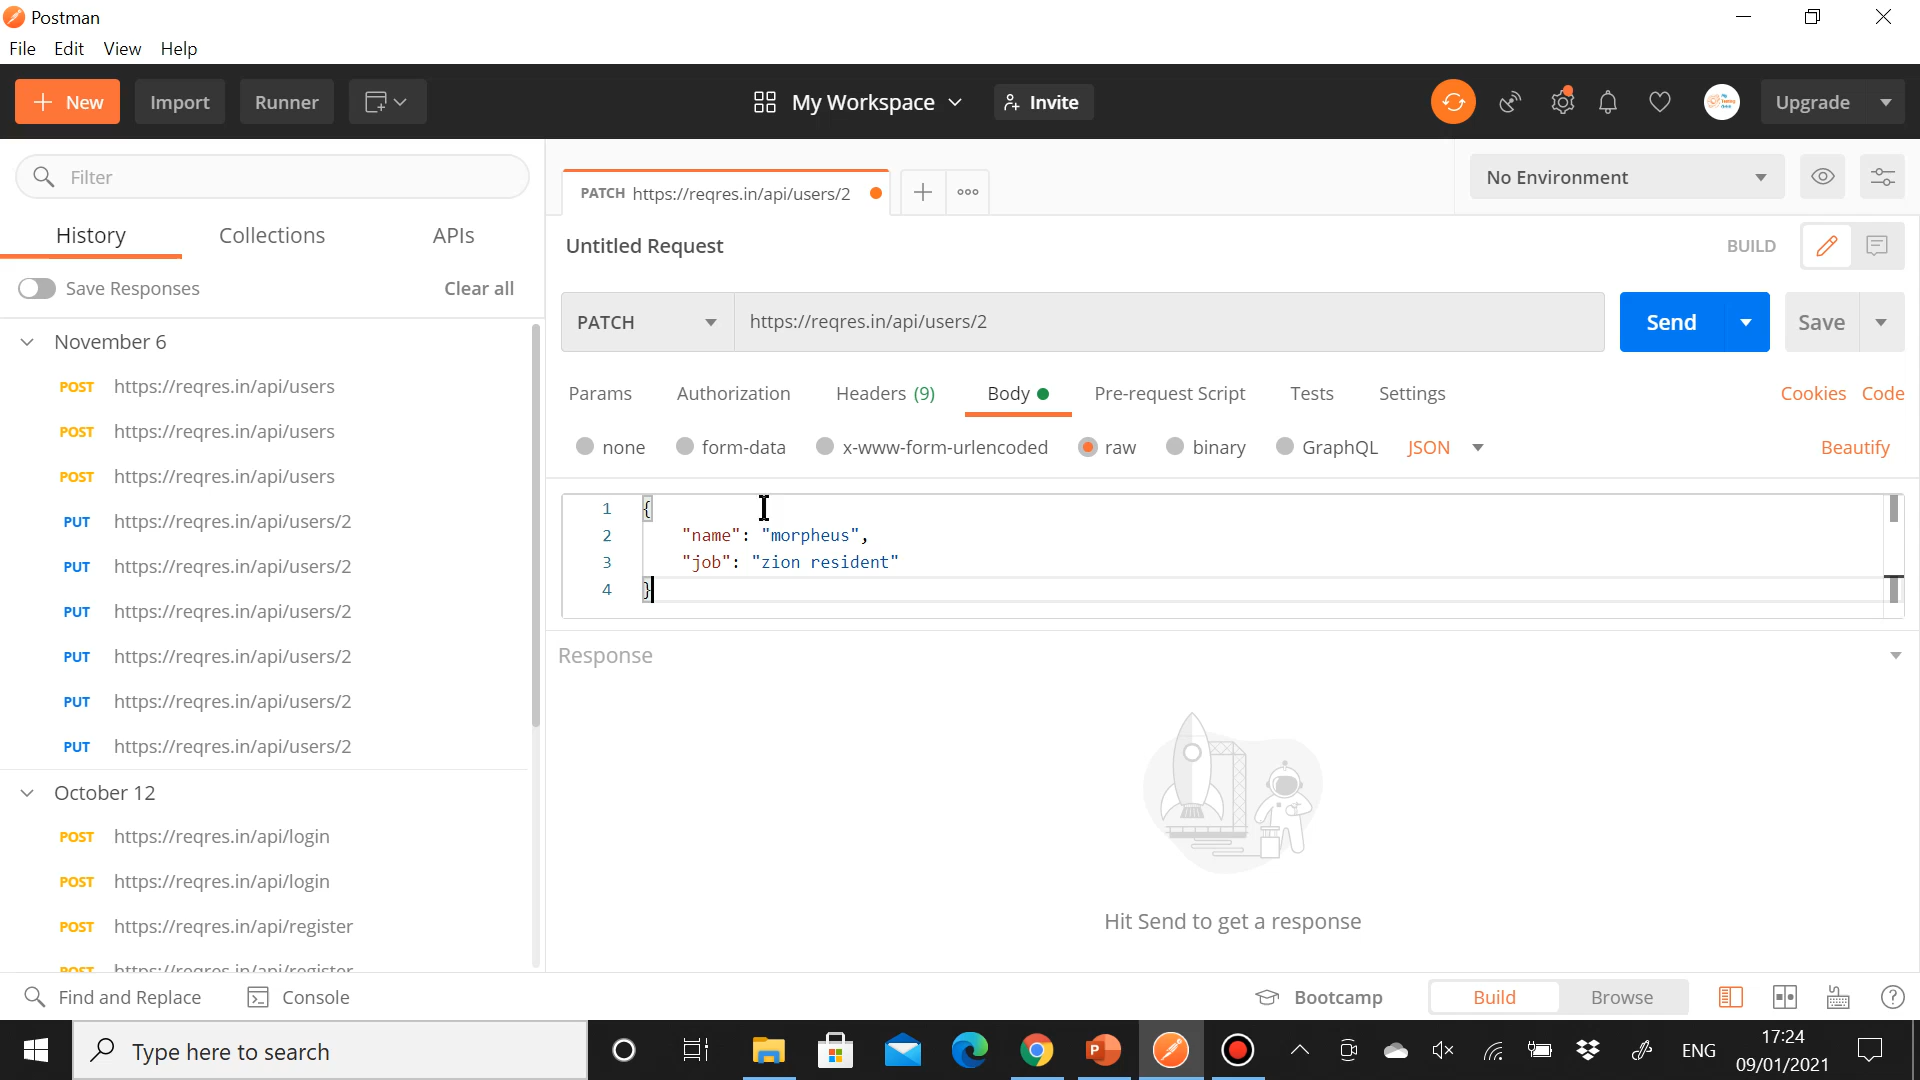 Postman
File Edit View Help
New Import Runner My Workspace Invite Upgrade
Filter
History Collections APIs
Save Responses Clear all
November 6
POST https://reqres.in/api/users
POST https://reqres.in/api/users
POST https://reqres.in/api/users
PUT https://reqres.in/api/users/2
PUT https://reqres.in/api/users/2
PUT https://reqres.in/api/users/2
PUT https://reqres.in/api/users/2
PUT https://reqres.in/api/users/2
PUT https://reqres.in/api/users/2
October 12
POST https://reqres.in/api/login
POST https://reqres.in/api/login
POST https://reqres.in/api/register
POST https://reqres.in/api/register
PATCH https://reqres.in/api/users/2
No Environment
Untitled Request BUILD
PATCH https://reqres.in/api/users/2 Send Save
Params Authorization Headers (9) Body Pre-request Script Tests Settings Cookies Code
none form-data x-www-form-urlencoded raw binary GraphQL JSON Beautify
1 {
2 "name": "morpheus",
3 "job": "zion resident"
4 }
Response
Hit Send to get a response
Find and Replace Console Bootcamp Build Browse
Type here to search ENG 17:24
09/01/2021